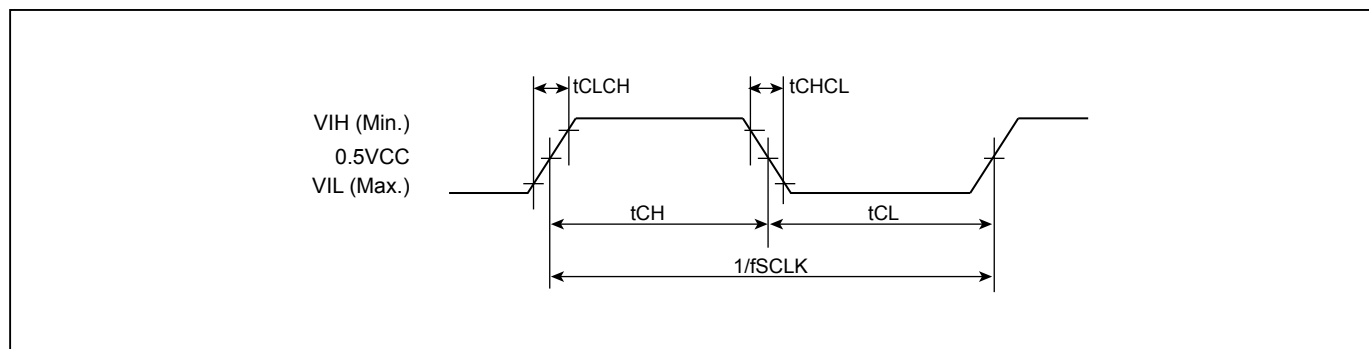 tCLCH
tCHCL
VIH (Min.)
0.5VCC
VIL (Max.)
tCH
tCL
1/fSCLK